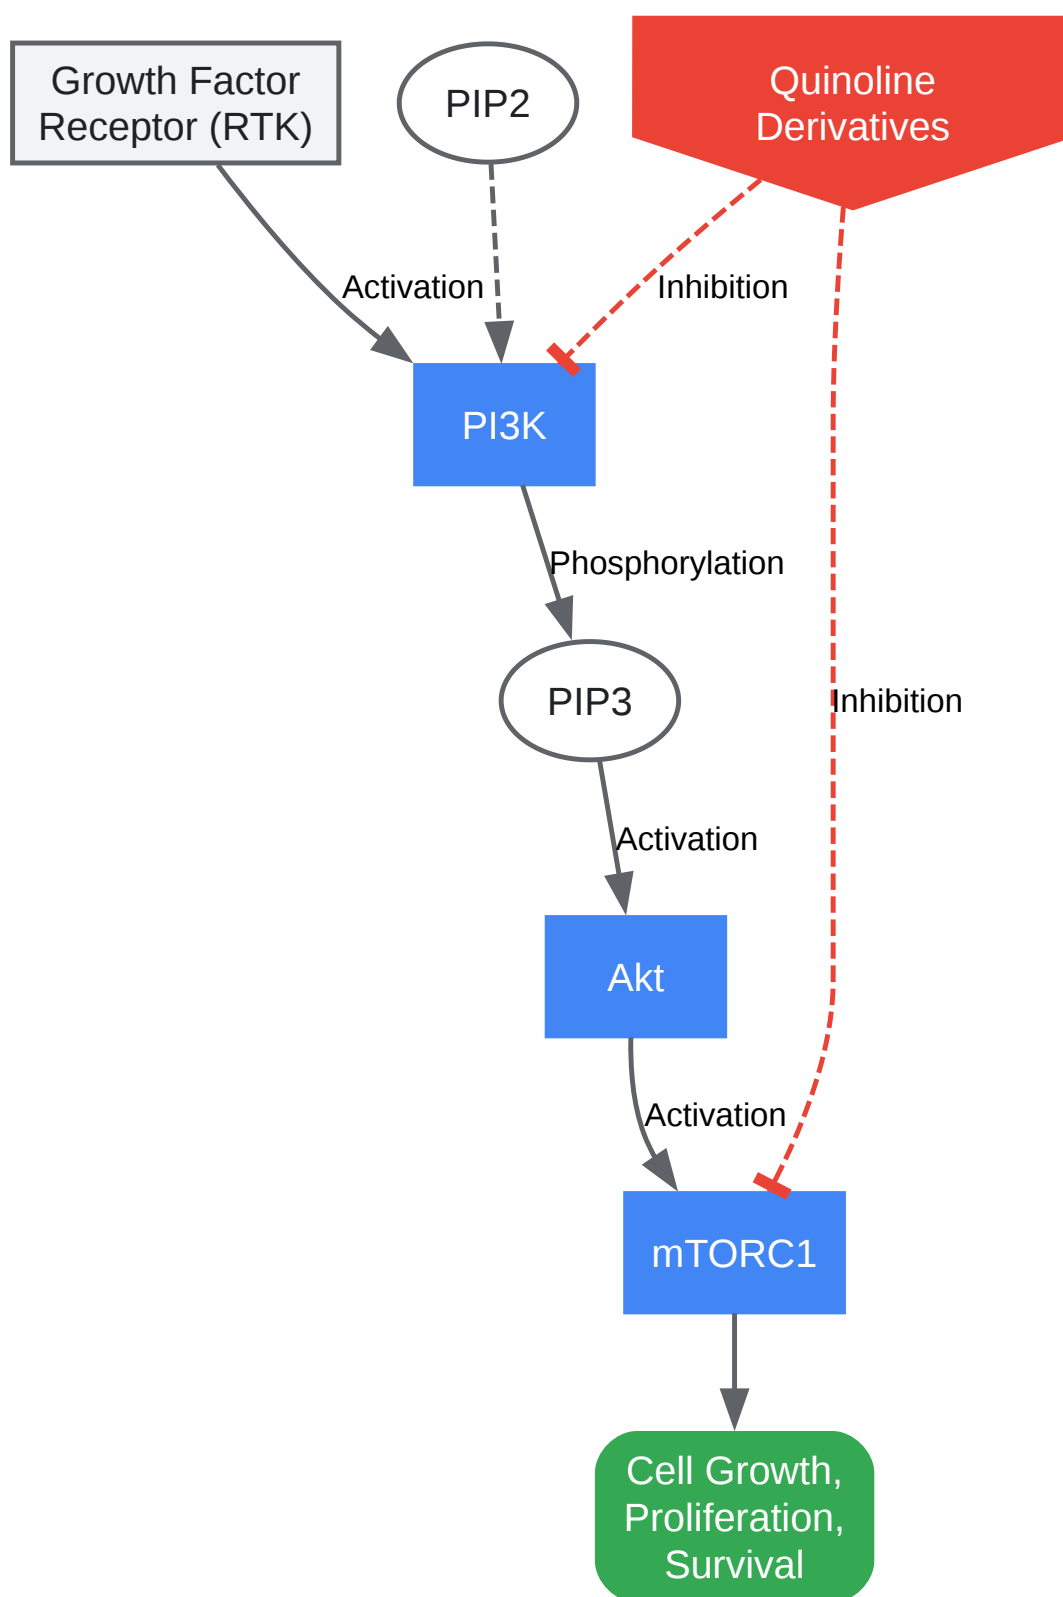 Growth Factor
Receptor (RTK)
PIP2
Quinoline
Derivatives
Activation
Inhibition
PI3K
Phosphorylation
PIP3
Inhibition
Activation
Akt
Activation
mTORC1
Cell Growth,
Proliferation,
Survival